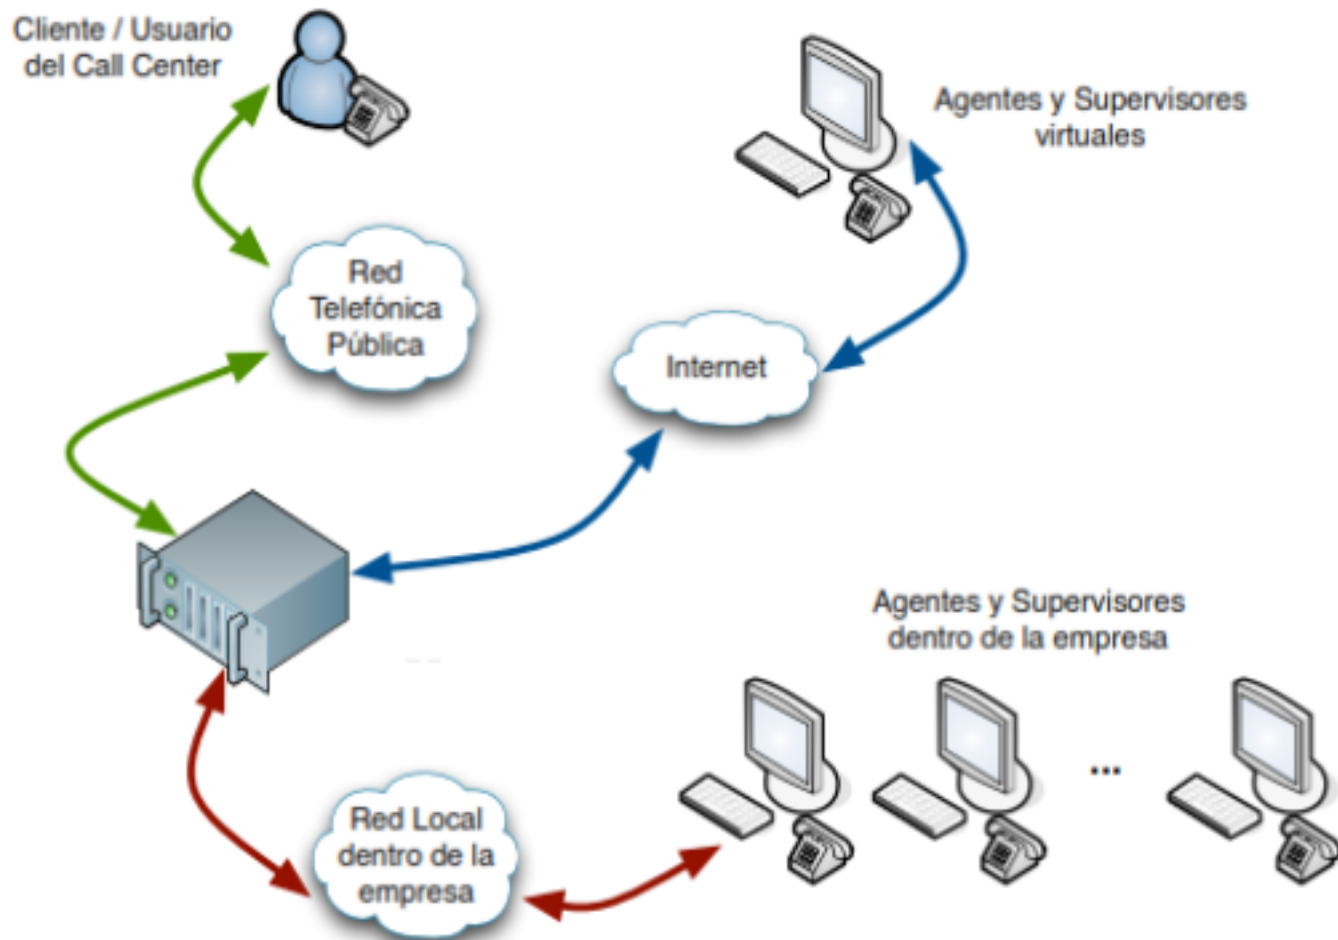 Cliente / Usuario
del Call Center
Agentes y Supervisores
virtuales
Red
Telefónica
Pública
Internet
Agentes y Supervisores
dentro de la empresa
...
Red Local
dentro de la
empresa